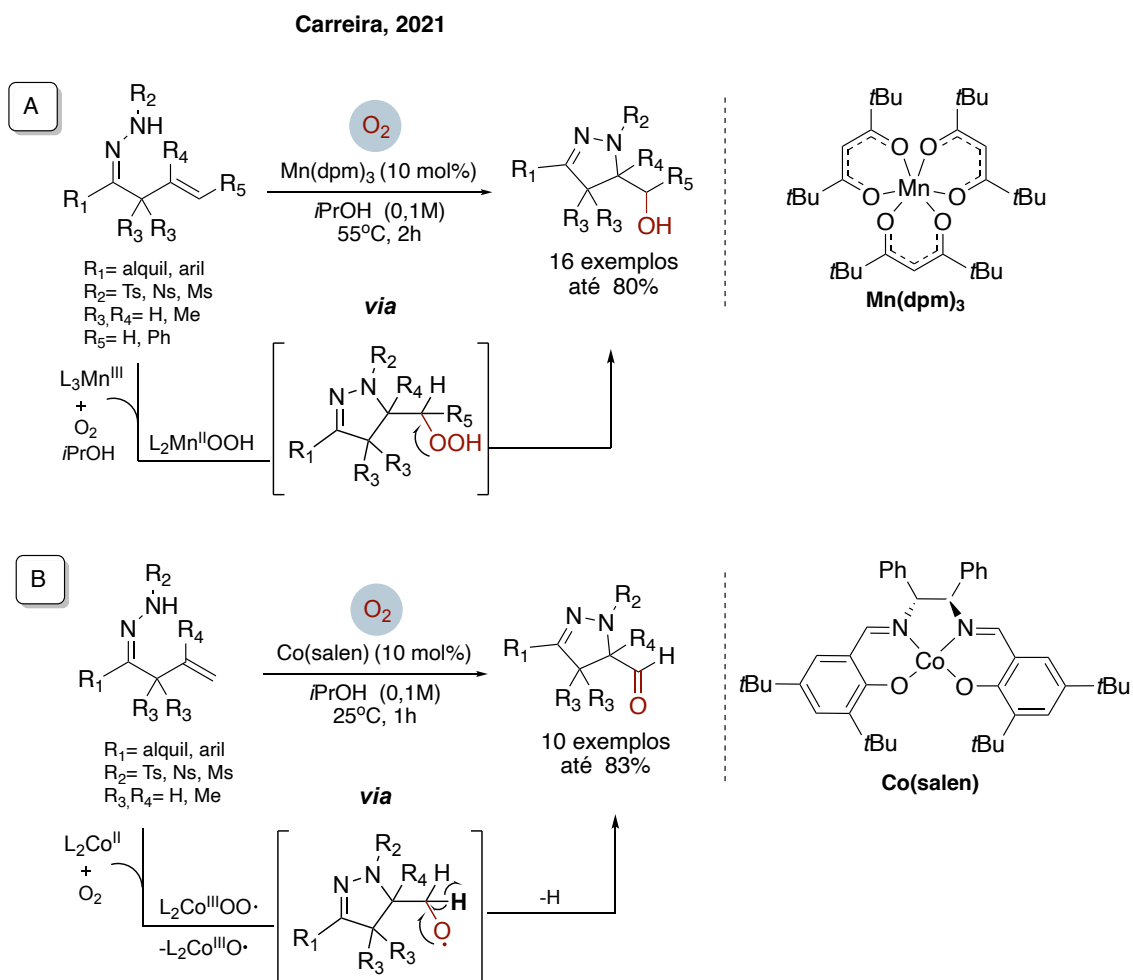 Carreira, 2021
A
R2
NH
N
R4
R5
R1
R3 R3
O2
Mn(dpm)3 (10 mol%)
iPrOH (0,1M)
55oC, 2h
R2
N N
R4
R1
R5
R3 R3
OH
16 exemplos
até 80%
tBu tBu
O O
O Mn O
tBu tBu
O O
tBu tBu
Mn(dpm)3
R1= alquil, aril
R2= Ts, Ns, Ms
R3,R4= H, Me
R5= H, Ph
via
L3MnIII
+
O2
iPrOH
L2MnIIOOH
R2
N N
R4 H
R5
R1
OOH
R3
R3
B
R2
NH
N
R4
R1
R3 R3
O2
Co(salen) (10 mol%)
iPrOH (0,1M)
25oC, 1h
R2
N N
R4 H
R1
R3 R3
O
10 exemplos
até 83%
Ph Ph
N N
Co
O O
tBu tBu
tBu tBu
Co(salen)
R1= alquil, aril
R2= Ts, Ns, Ms
R3,R4= H, Me
via
L2CoII
+
O2
L2CoIIIOO·
-L2CoIIIO·
R2
N N
R4 H
H
R1
O·
R3
R3
-H